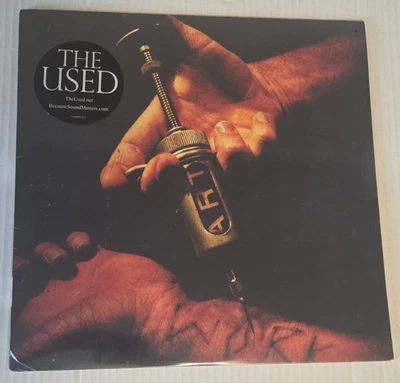 THE
USED
TheUsed.net
BecauseSoundMatters.com
ART
WORK